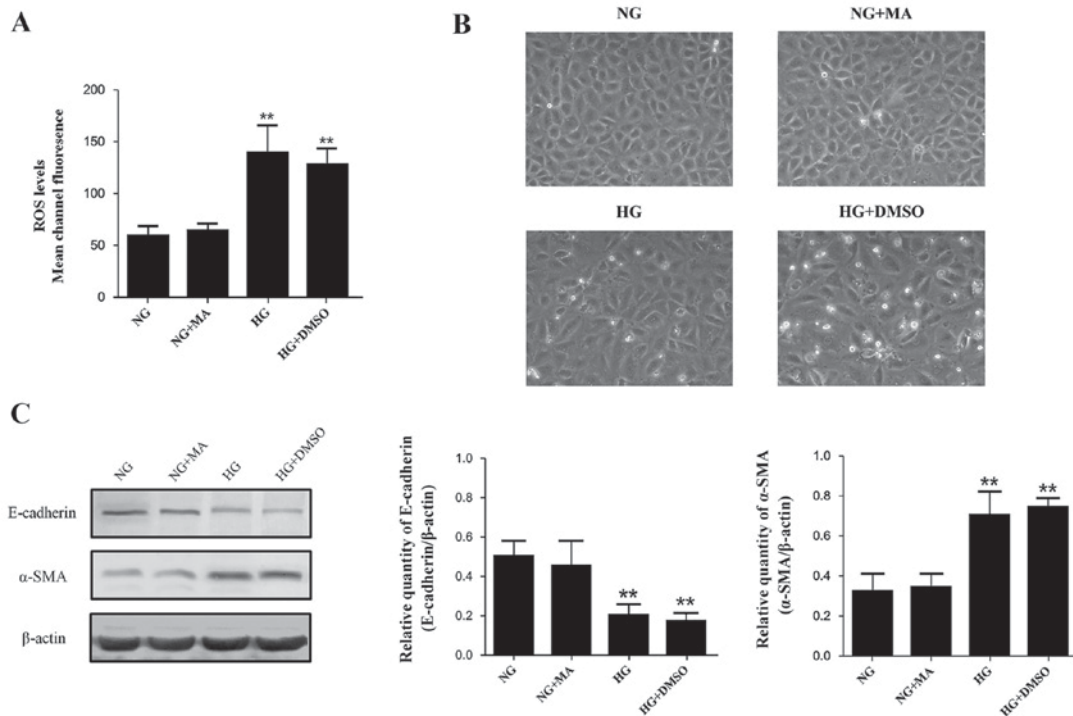 A
ROS levels
Mean channel fluoresence
200
150
100
50
0
**
**
NG
NG+MA
HG
HG+DMSO
B
NG
NG+MA
HG
HG+DMSO
C
NG
NG+MA
HG
HG+DMSO
E-cadherin
α-SMA
β-actin
Relative quantity of E-cadherin
(E-cadherin/β-actin)
1.0
0.8
0.6
0.4
0.2
0.0
**
**
NG
NG+MA
HG
HG+DMSO
Relative quantity of α-SMA
(α-SMA/β-actin)
1.0
0.8
0.6
0.4
0.2
0.0
**
**
NG
NG+MA
HG
HG+DMSO